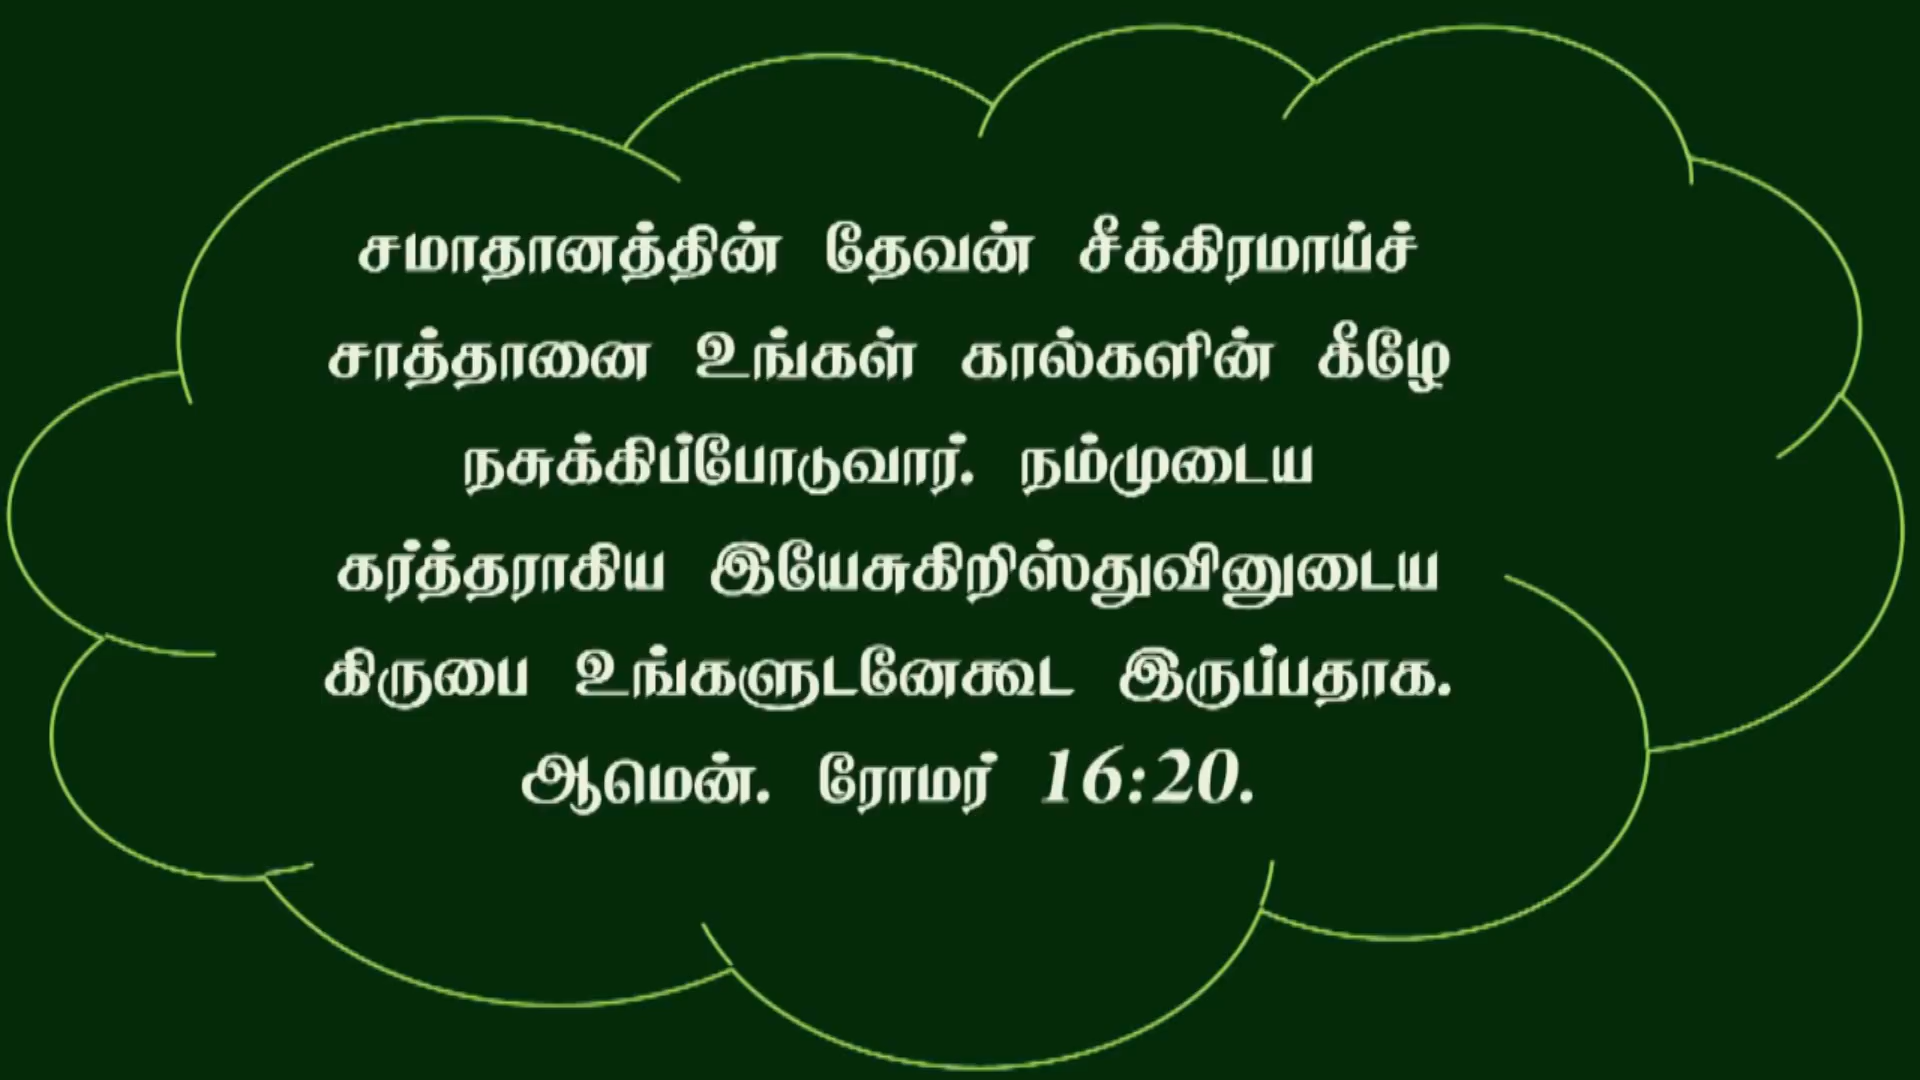 சமாதானத்தின் தேவன் சீக்கிரமாய்ச்
சாத்தானை உங்கள் கால்களின் கீழே
நசுக்கிப்போடுவார். நம்முடைய
கர்த்தராகிய இயேசுகிறிஸ்துவினுடைய
கிருபை உங்களுடனேகூட இருப்பதாக.
ஆமென். ரோமர் 16:20.